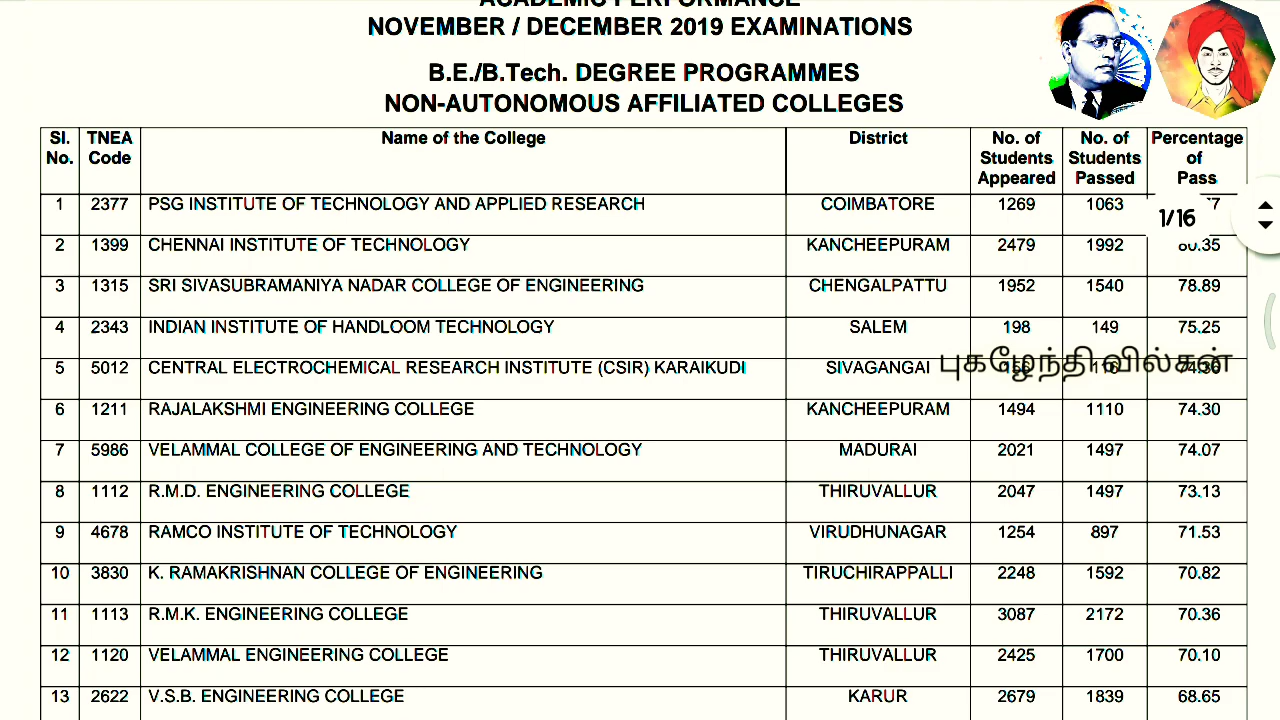 ACADEMIC PERFORMANCE
NOVEMBER / DECEMBER 2019 EXAMINATIONS
B.E./B.Tech. DEGREE PROGRAMMES
NON-AUTONOMOUS AFFILIATED COLLEGES
Sl. No. TNEA Code Name of the College District No. of Students Appeared No. of Students Passed Percentage of Pass
1 2377 PSG INSTITUTE OF TECHNOLOGY AND APPLIED RESEARCH COIMBATORE 1269 1063
1/16
2 1399 CHENNAI INSTITUTE OF TECHNOLOGY KANCHEEPURAM 2479 1992 80.35
3 1315 SRI SIVASUBRAMANIYA NADAR COLLEGE OF ENGINEERING CHENGALPATTU 1952 1540 78.89
4 2343 INDIAN INSTITUTE OF HANDLOOM TECHNOLOGY SALEM 198 149 75.25
புகழேந்தி வில்சன்
5 5012 CENTRAL ELECTROCHEMICAL RESEARCH INSTITUTE (CSIR) KARAIKUDI SIVAGANGAI
6 1211 RAJALAKSHMI ENGINEERING COLLEGE KANCHEEPURAM 1494 1110 74.30
7 5986 VELAMMAL COLLEGE OF ENGINEERING AND TECHNOLOGY MADURAI 2021 1497 74.07
8 1112 R.M.D. ENGINEERING COLLEGE THIRUVALLUR 2047 1497 73.13
9 4678 RAMCO INSTITUTE OF TECHNOLOGY VIRUDHUNAGAR 1254 897 71.53
10 3830 K. RAMAKRISHNAN COLLEGE OF ENGINEERING TIRUCHIRAPPALLI 2248 1592 70.82
11 1113 R.M.K. ENGINEERING COLLEGE THIRUVALLUR 3087 2172 70.36
12 1120 VELAMMAL ENGINEERING COLLEGE THIRUVALLUR 2425 1700 70.10
13 2622 V.S.B. ENGINEERING COLLEGE KARUR 2679 1839 68.65